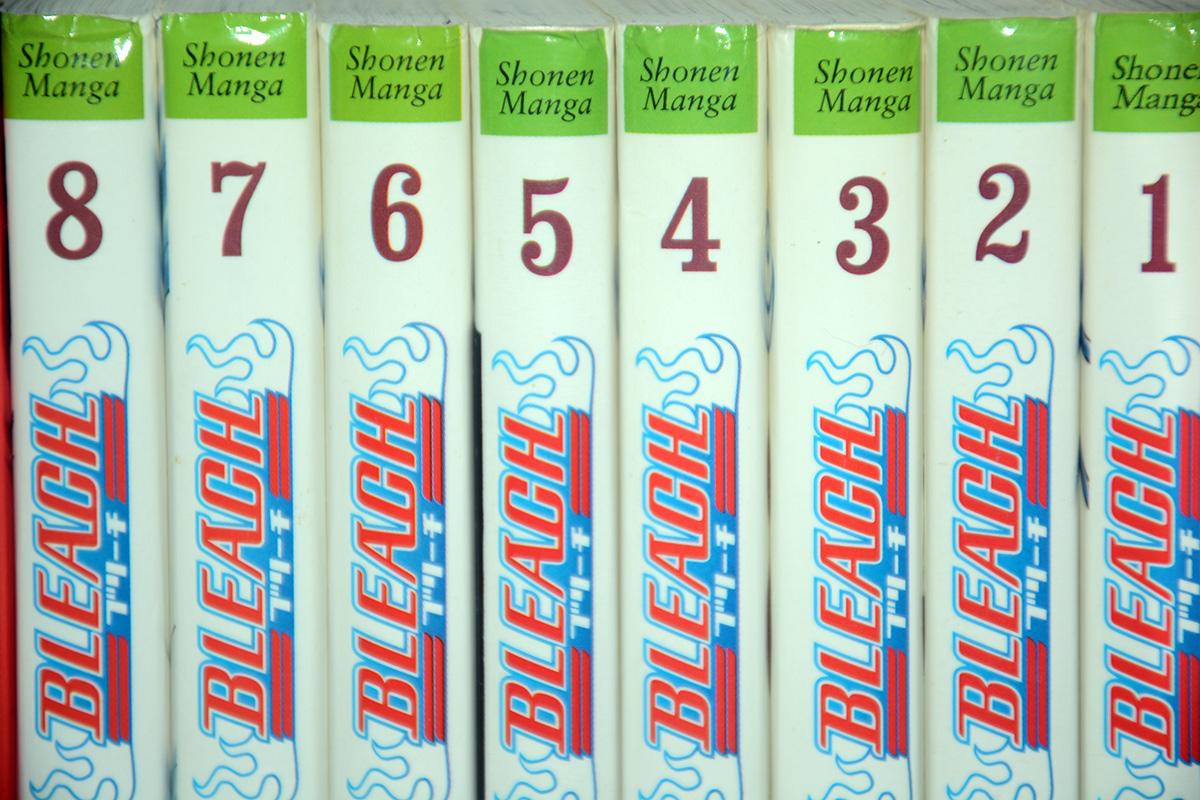 Shonen
Manga
8
BLEACH
ブリーチ
Shonen
Manga
7
BLEACH
ブリーチ
Shonen
Manga
6
BLEACH
ブリーチ
Shonen
Manga
5
BLEACH
ブリーチ
Shonen
Manga
4
BLEACH
ブリーチ
Shonen
Manga
3
BLEACH
ブリーチ
Shonen
Manga
2
BLEACH
ブリーチ
Shone
Manga
1
BLEACH
ブリーチ